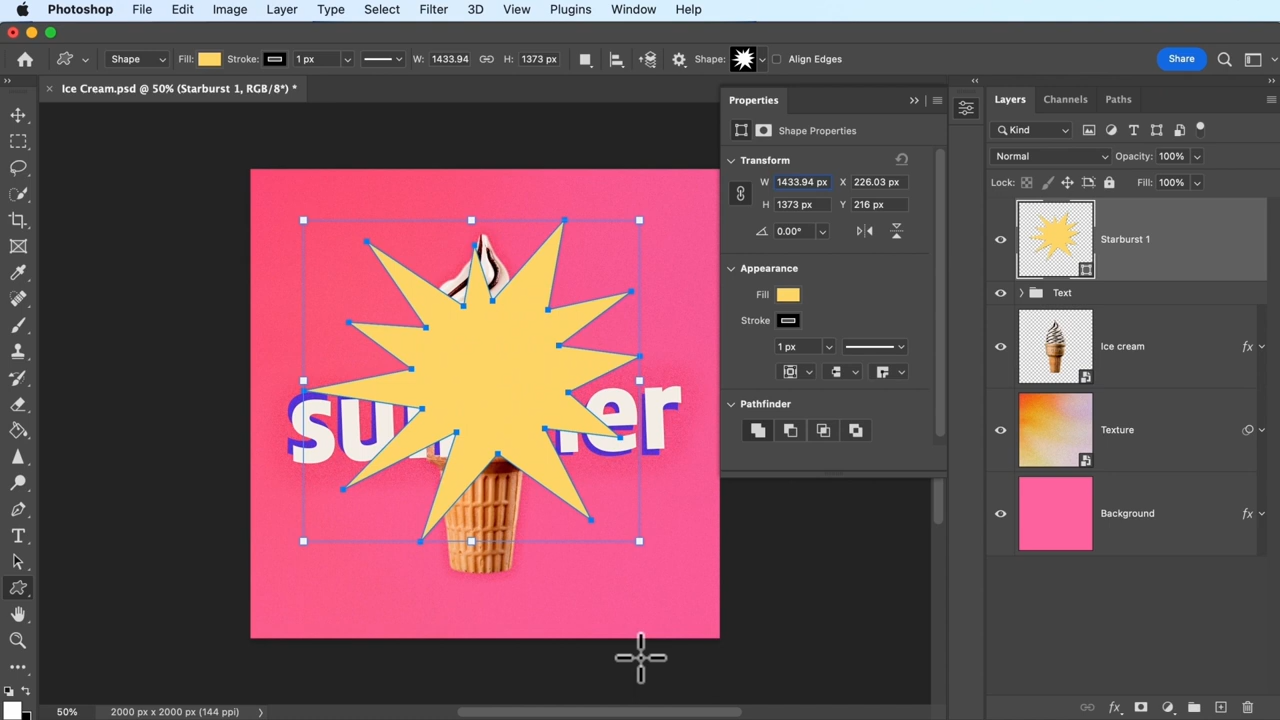 Photoshop File Edit Image Layer Type Select Filter 3D View Plugins Window Help
Shape Fill: Stroke: 1 px W: 1433.94 H: 1373 px Shape: Align Edges Share
Ice Cream.psd @ 50% (Starburst 1, RGB/8*) *
Properties
Shape Properties
Transform
W 1433.94 px X 226.03 px
H 1373 px Y 216 px
0.00°
Appearance
Fill
Stroke
1 px
Pathfinder
Layers Channels Paths
Kind
Normal Opacity: 100%
Lock: Fill: 100%
Starburst 1
Text
Ice cream fx
Texture
Background fx
fx
50% 2000 px x 2000 px (144 ppi)